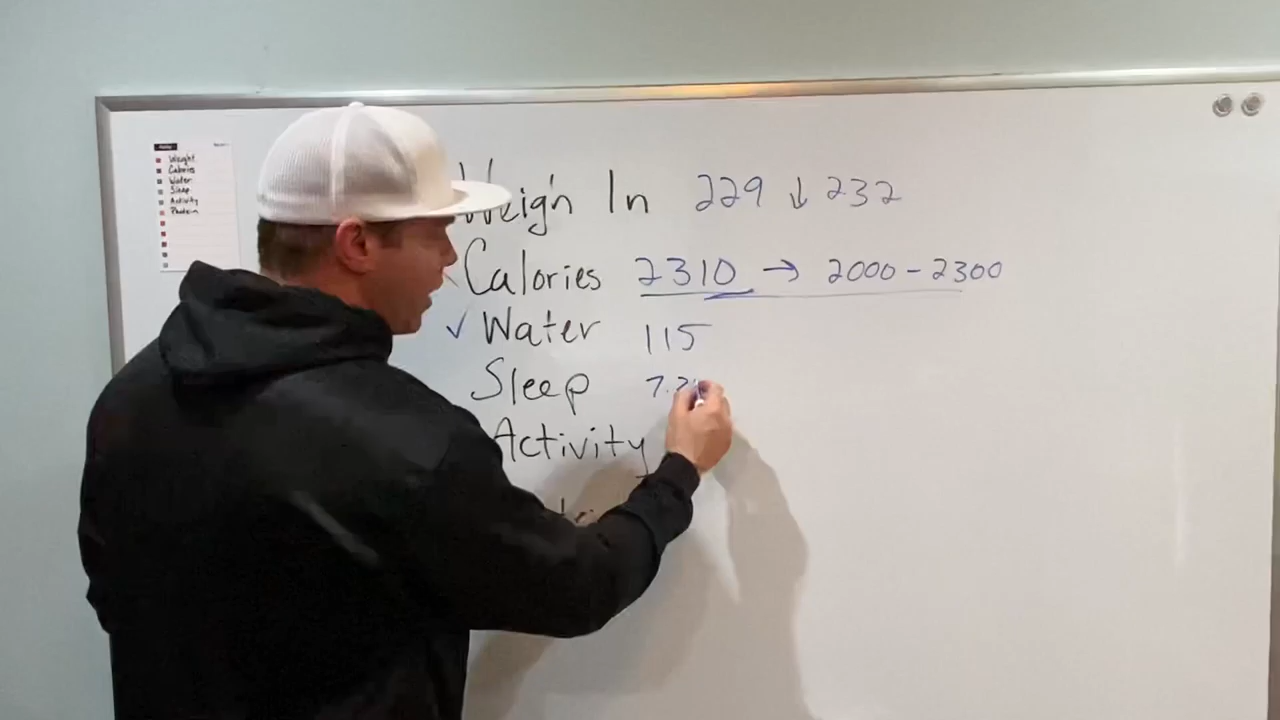 Weight
Calories
Water
Sleep
Activity
Protein
Weigh In 229 ↓ 232
Calories 2310 → 2000 - 2300
✓ Water 115
Sleep
Activity